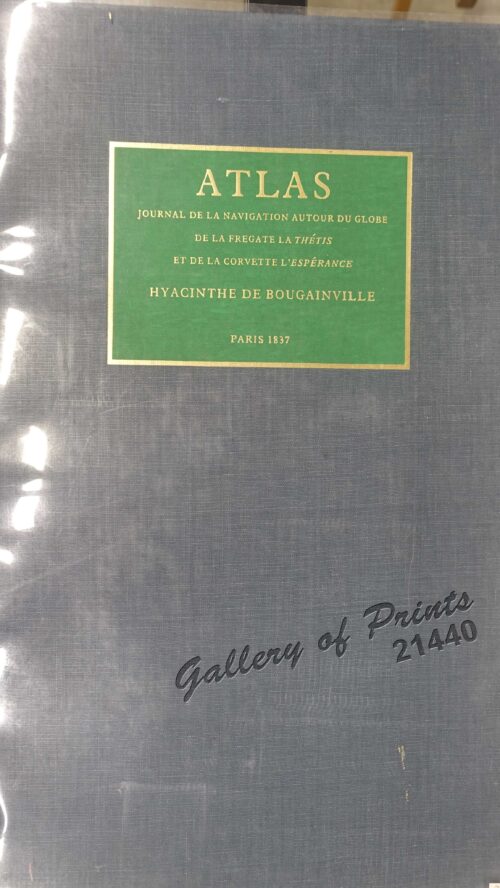 ATLAS
JOURNAL DE LA NAVIGATION AUTOUR DU GLOBE
DE LA FREGATE LA THÉTIS
ET DE LA CORVETTE L'ESPÉRANCE
HYACINTHE DE BOUGAINVILLE
PARIS 1837
Gallery of Prints
21440